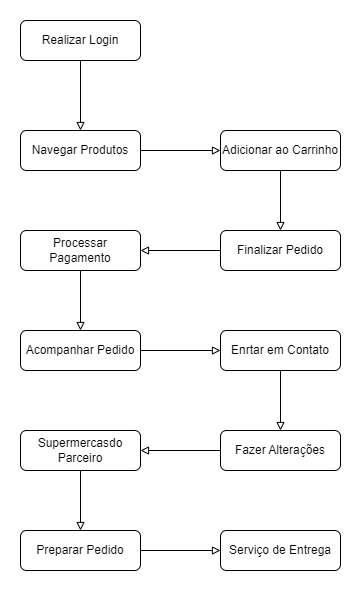 Realizar Login
Navegar Produtos
Adicionar ao Carrinho
Processar
Pagamento
Finalizar Pedido
Acompanhar Pedido
Enrtar em Contato
Supermercasdo
Parceiro
Fazer Alterações
Preparar Pedido
Serviço de Entrega